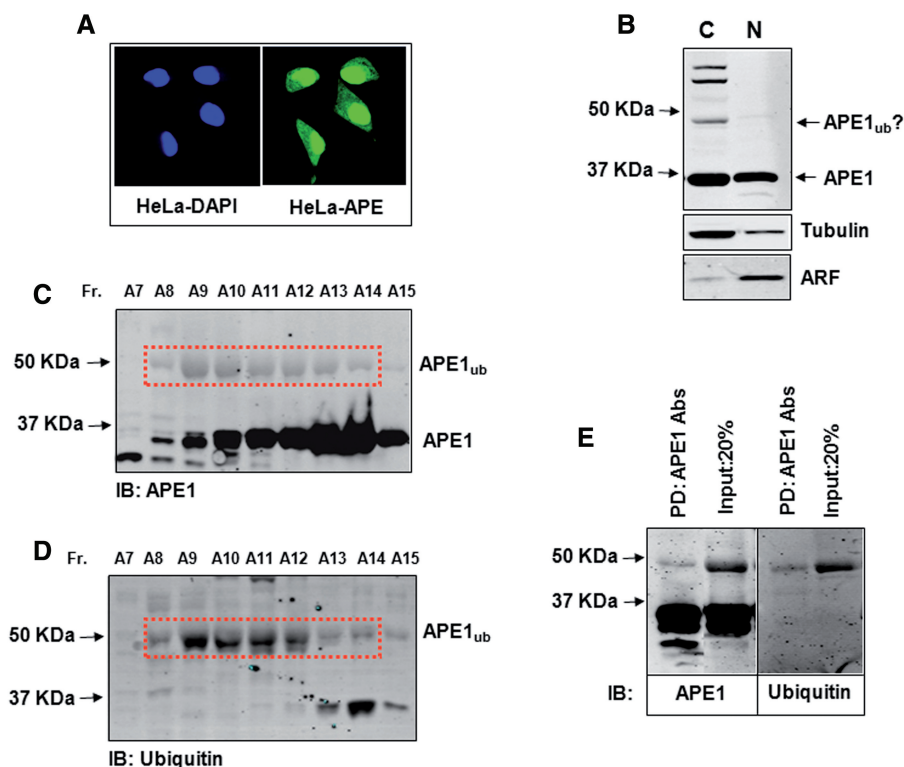 A
HeLa-DAPI HeLa-APE
B
C N
50 KDa
APE1ub?
37 KDa
APE1
Tubulin
ARF
C
Fr. A7 A8 A9 A10 A11 A12 A13 A14 A15
50 KDa
APE1ub
37 KDa
APE1
IB: APE1
D
Fr. A7 A8 A9 A10 A11 A12 A13 A14 A15
50 KDa
APE1ub
37 KDa
IB: Ubiquitin
E
PD: APE1 Abs
Input:20%
PD: APE1 Abs
Input:20%
50 KDa
37 KDa
IB: APE1 Ubiquitin